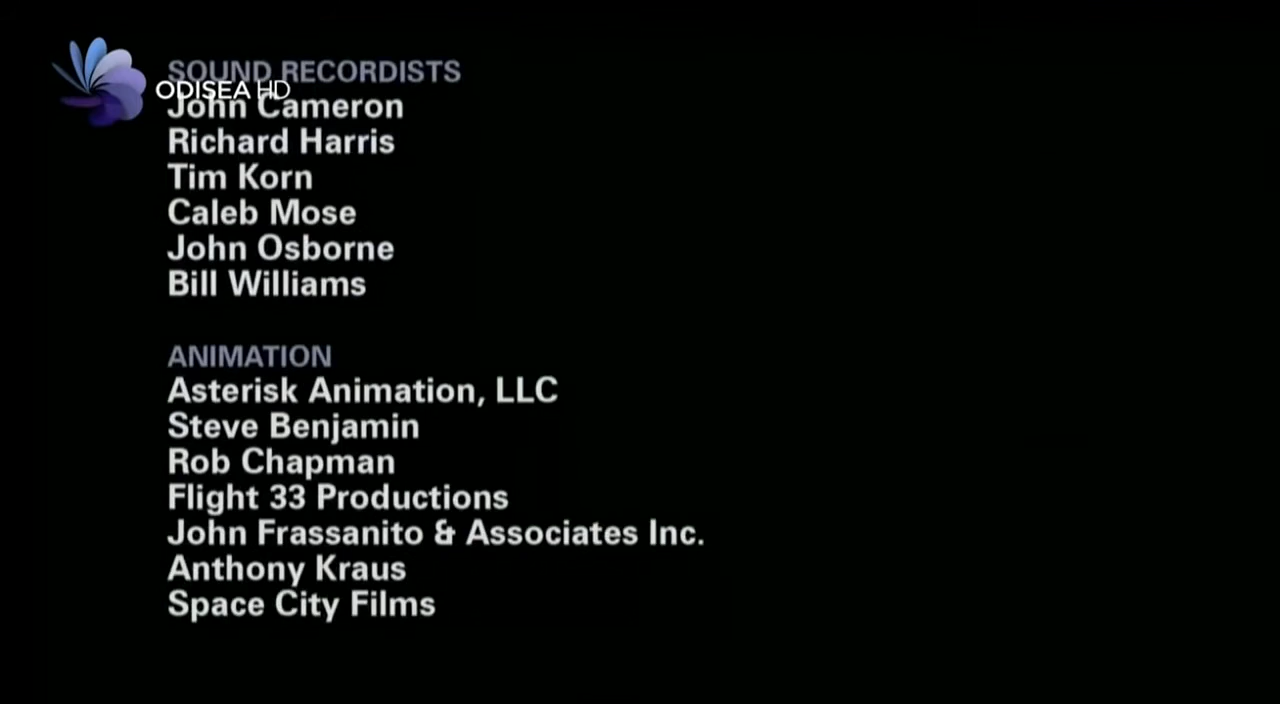 SOUND RECORDISTS
ODISEA HD
John Cameron
Richard Harris
Tim Korn
Caleb Mose
John Osborne
Bill Williams
ANIMATION
Asterisk Animation, LLC
Steve Benjamin
Rob Chapman
Flight 33 Productions
John Frassanito & Associates Inc.
Anthony Kraus
Space City Films